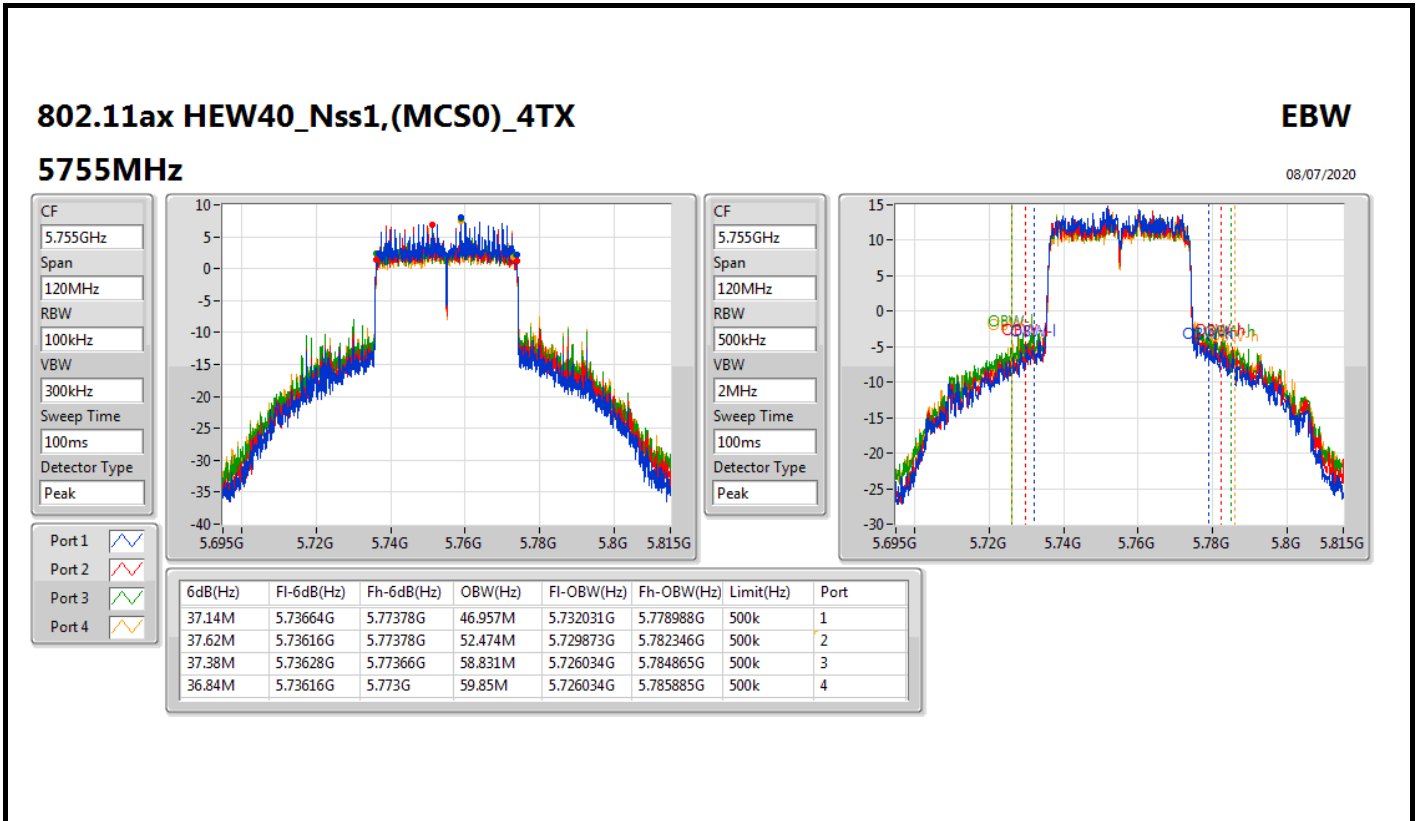 802.11ax HEW40_Nss1,(MCS0)_4TX
EBW
5755MHz
08/07/2020
CF
5.755GHz
Span
120MHz
RBW
100kHz
VBW
300kHz
Sweep Time
100ms
Detector Type
Peak
10
5
0
-5
-10
-15
-20
-25
-30
-35
-40
5.695G 5.72G 5.74G 5.76G 5.78G 5.8G 5.815G
CF
5.755GHz
Span
120MHz
RBW
500kHz
VBW
2MHz
Sweep Time
100ms
Detector Type
Peak
15
10
5
0
-5
-10
-15
-20
-25
-30
5.695G 5.72G 5.74G 5.76G 5.78G 5.8G 5.815G
Port 1
Port 2
Port 3
Port 4
6dB(Hz) Fl-6dB(Hz) Fh-6dB(Hz) OBW(Hz) Fl-OBW(Hz) Fh-OBW(Hz) Limit(Hz) Port
37.14M 5.73664G 5.77378G 46.957M 5.732031G 5.778988G 500k 1
37.62M 5.73616G 5.77378G 52.474M 5.729873G 5.782346G 500k 2
37.38M 5.73628G 5.77366G 58.831M 5.726034G 5.784865G 500k 3
36.84M 5.73616G 5.773G 59.85M 5.726034G 5.785885G 500k 4